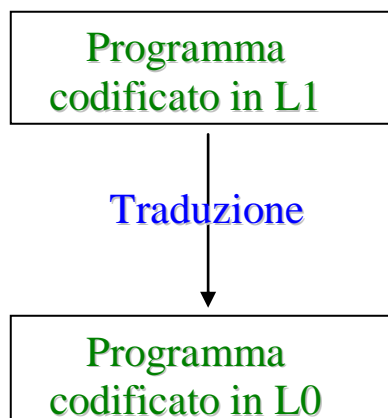 Programma
codificato in L1
Traduzione
Programma
codificato in L0